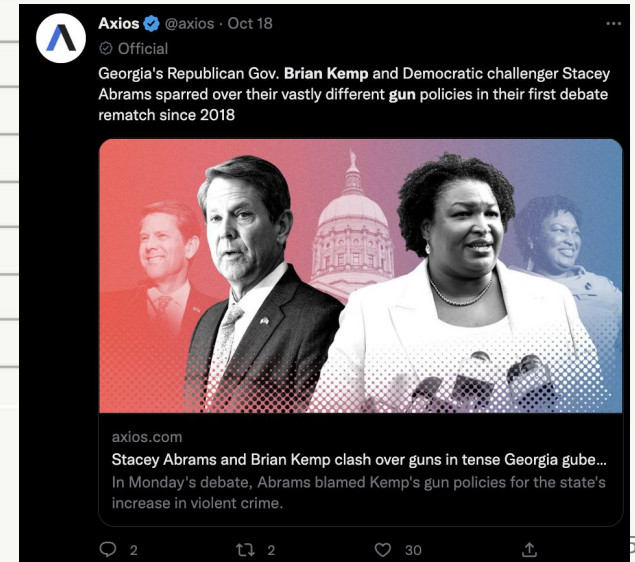 Axios @axios · Oct 18
Official
Georgia's Republican Gov. Brian Kemp and Democratic challenger Stacey
Abrams sparred over their vastly different gun policies in their first debate
rematch since 2018
axios.com
Stacey Abrams and Brian Kemp clash over guns in tense Georgia gube...
In Monday's debate, Abrams blamed Kemp's gun policies for the state's
increase in violent crime.
2 2 30